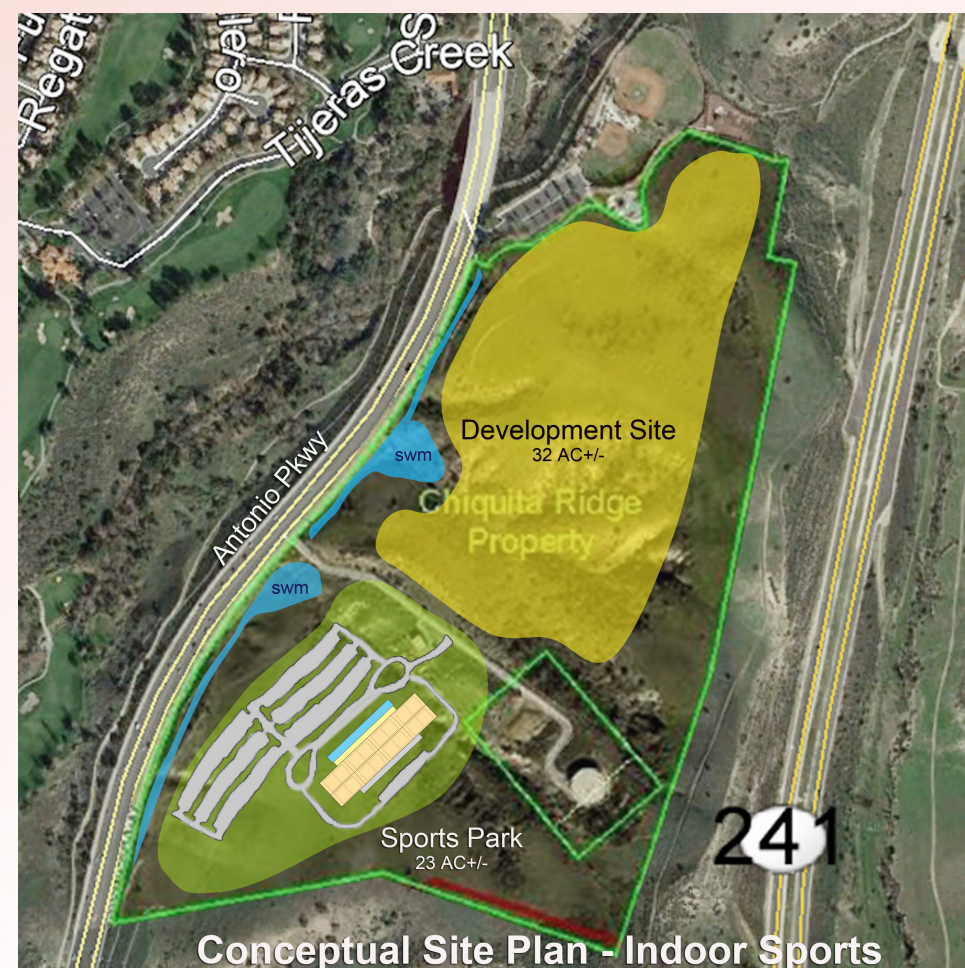 Regat
lero
Tijeras Creek
S
Antonio Pkwy
Development Site
32 AC+/-
swm
Chiquita Ridge
Property
swm
Sports Park
23 AC+/-
241
Conceptual Site Plan - Indoor Sports